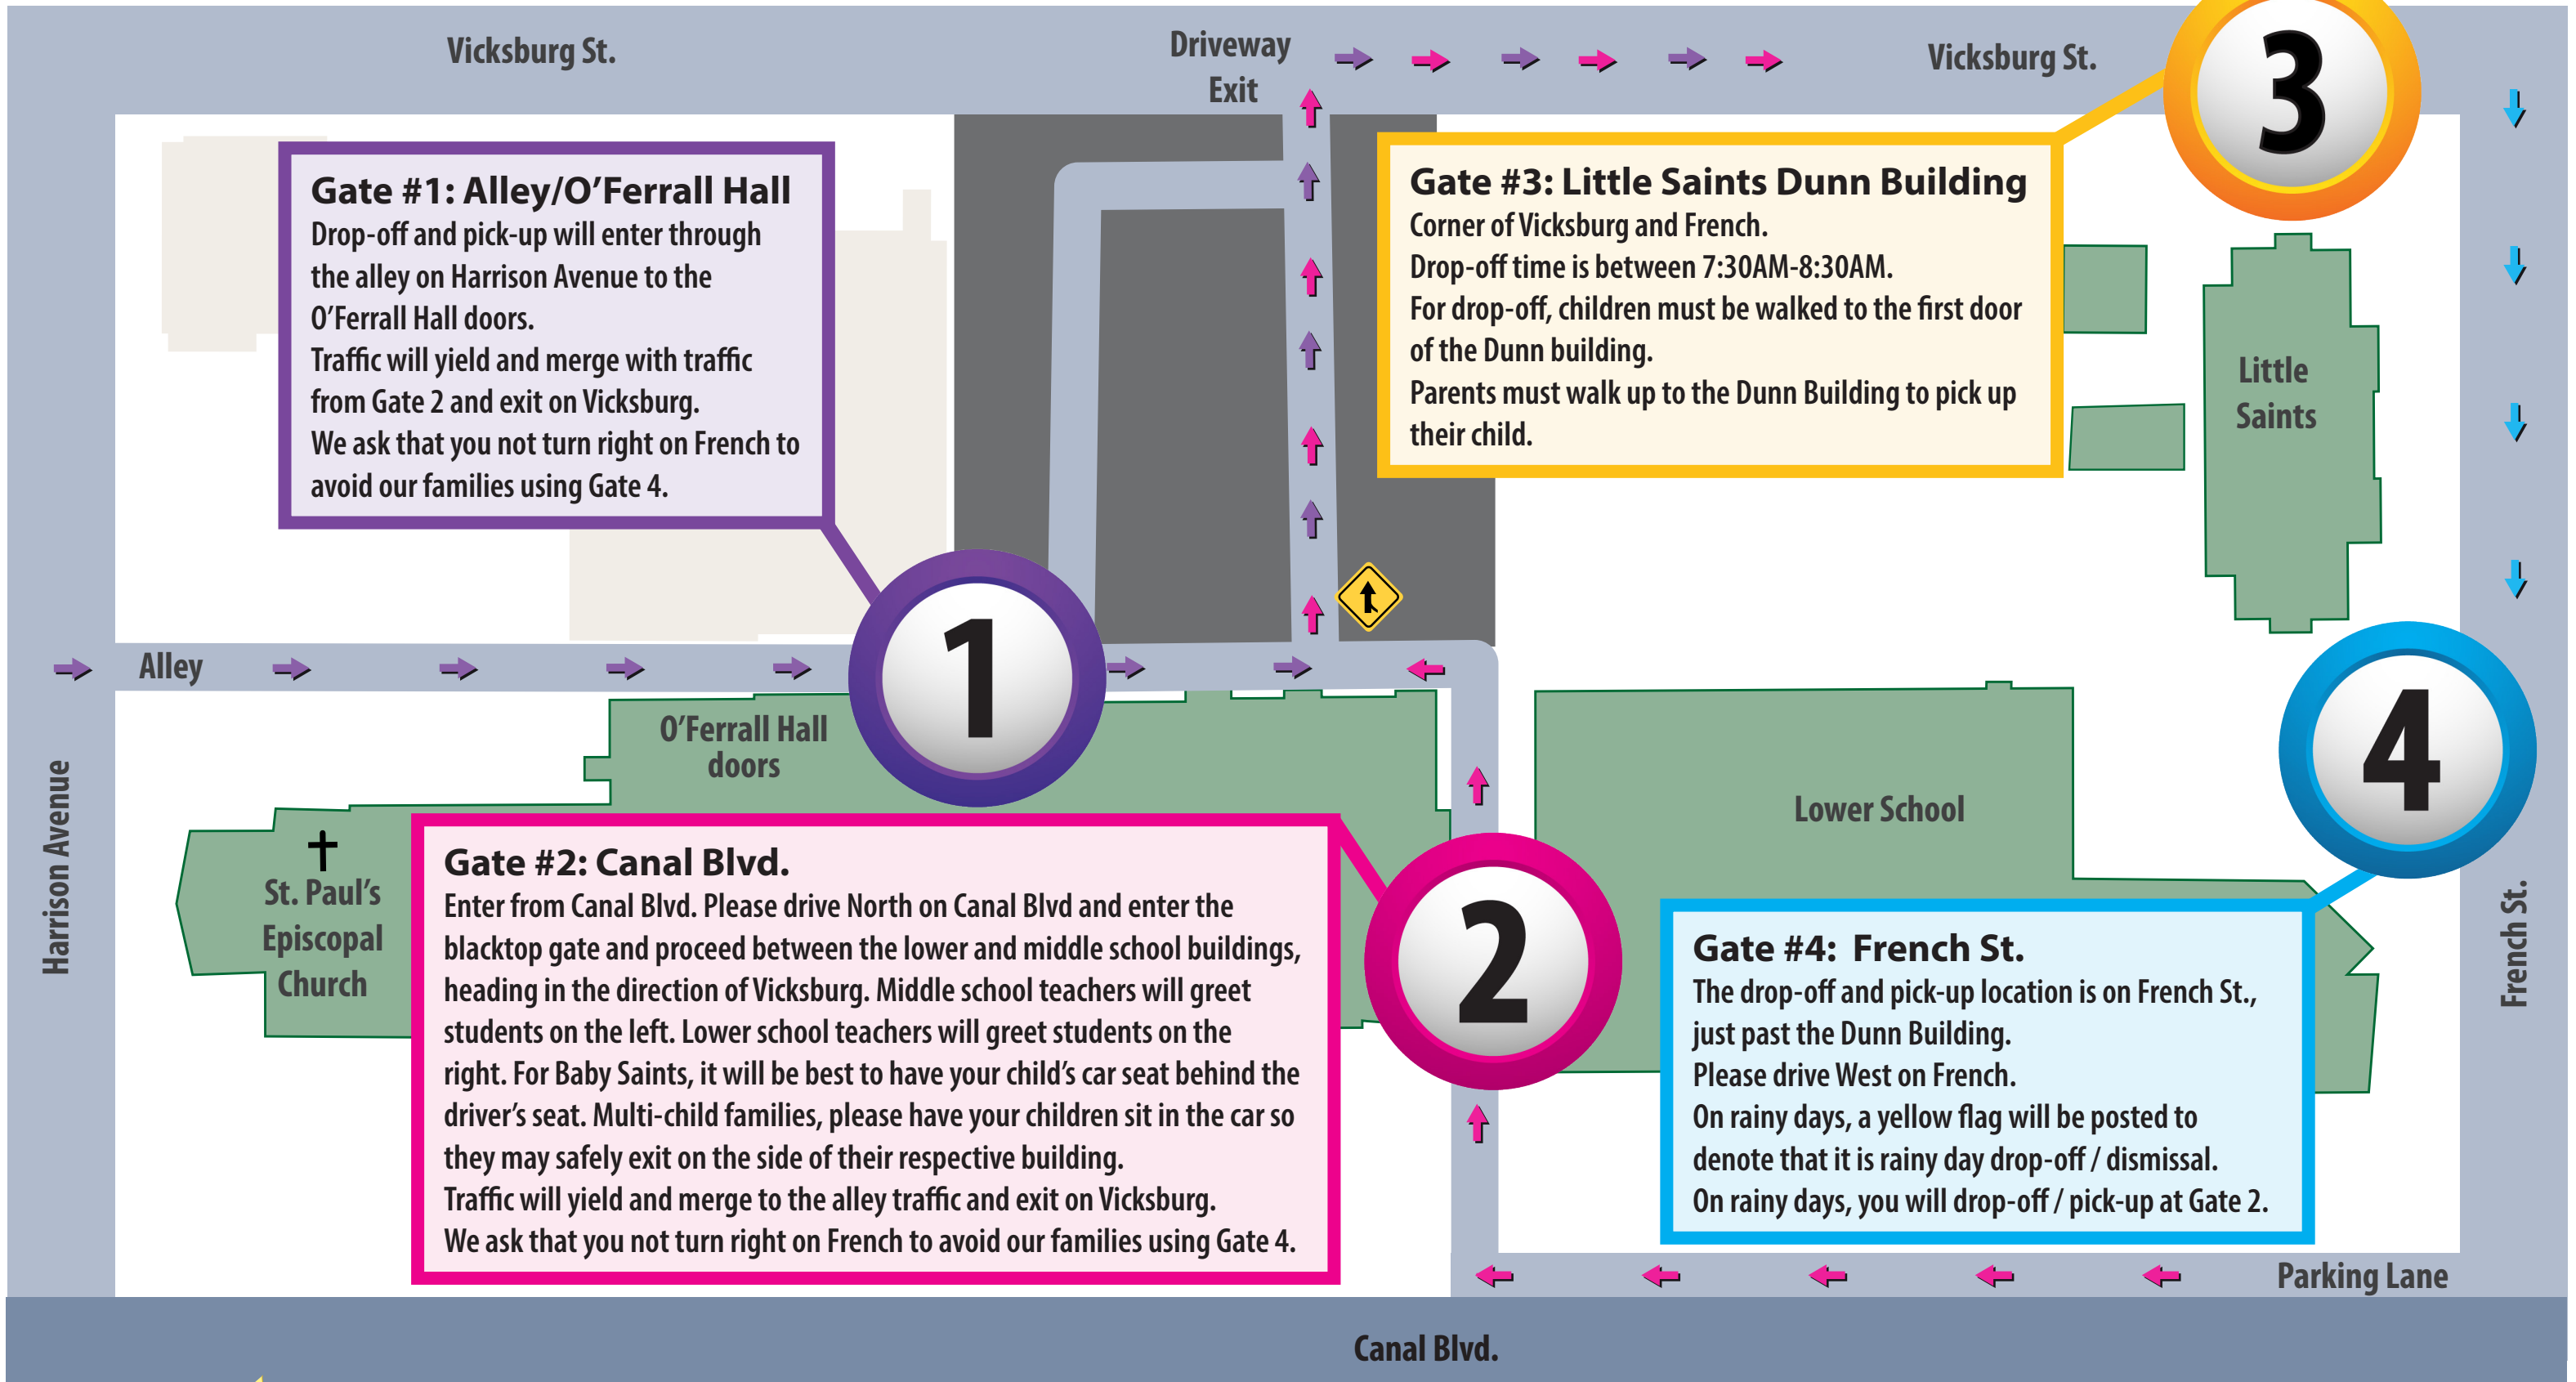 Vicksburg St.
Driveway
Exit
Vicksburg St.
3
Gate #1: Alley/O’Ferrall Hall
Drop-off and pick-up will enter through
the alley on Harrison Avenue to the
O’Ferrall Hall doors.
Traffic will yield and merge with traffic
from Gate 2 and exit on Vicksburg.
We ask that you not turn right on French to
avoid our families using Gate 4.
Gate #3: Little Saints Dunn Building
Corner of Vicksburg and French.
Drop-off time is between 7:30AM-8:30AM.
For drop-off, children must be walked to the first door
of the Dunn building.
Parents must walk up to the Dunn Building to pick up
their child.
Little
Saints
Alley
1
O’Ferrall Hall
doors
Harrison Avenue
St. Paul’s
Episcopal
Church
Lower School
4
French St.
Gate #2: Canal Blvd.
Enter from Canal Blvd. Please drive North on Canal Blvd and enter the
blacktop gate and proceed between the lower and middle school buildings,
heading in the direction of Vicksburg. Middle school teachers will greet
students on the left. Lower school teachers will greet students on the
right. For Baby Saints, it will be best to have your child’s car seat behind the
driver’s seat. Multi-child families, please have your children sit in the car so
they may safely exit on the side of their respective building.
Traffic will yield and merge to the alley traffic and exit on Vicksburg.
We ask that you not turn right on French to avoid our families using Gate 4.
2
Gate #4: French St.
The drop-off and pick-up location is on French St.,
just past the Dunn Building.
Please drive West on French.
On rainy days, a yellow flag will be posted to
denote that it is rainy day drop-off / dismissal.
On rainy days, you will drop-off / pick-up at Gate 2.
Parking Lane
Canal Blvd.